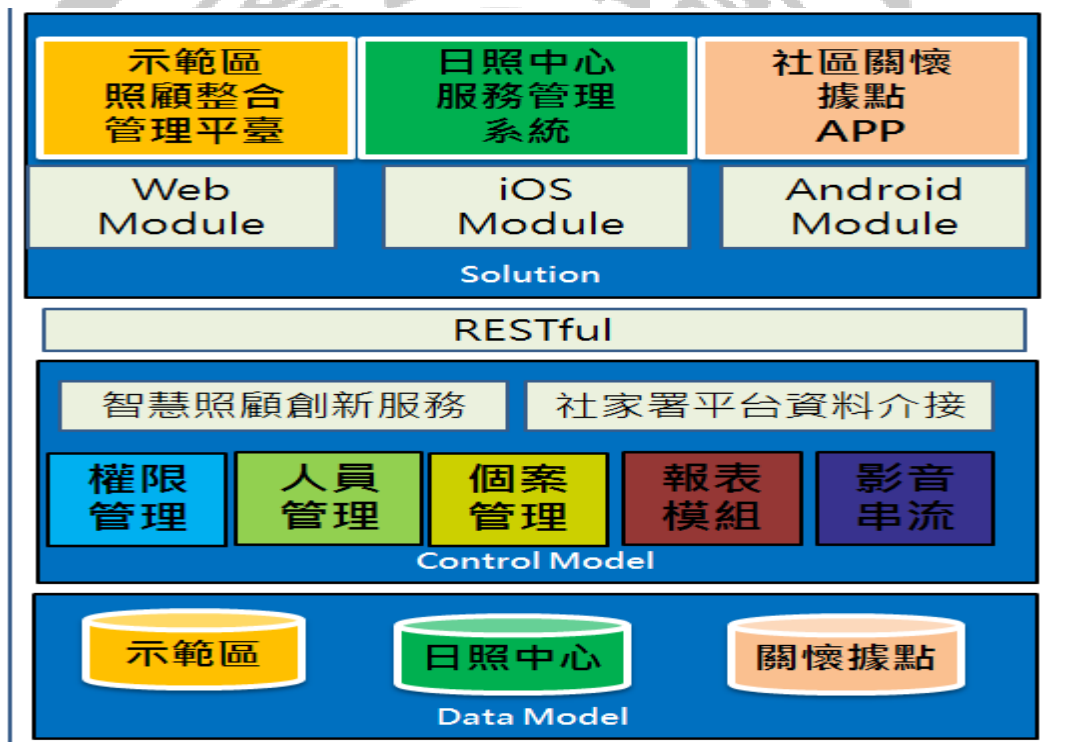 示範區
照顧整合
管理平臺
日照中心
服務管理
系統
社區關懷
據點
APP
Web
Module
iOS
Module
Android
Module
Solution
RESTful
智慧照顧創新服務
社家署平台資料介接
權限
管理
人員
管理
個案
管理
報表
模組
影音
串流
Control Model
示範區
日照中心
關懷據點
Data Model